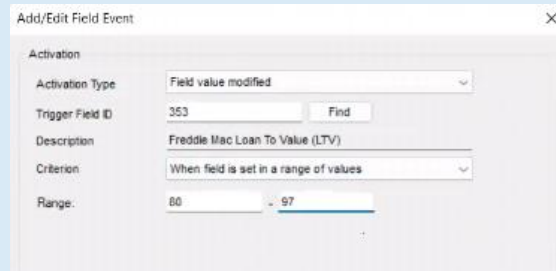 Add/Edit Field Event
Activation
Activation Type Field value modified
Trigger Field ID 353 Find
Description Freddie Mac Loan To Value (LTV)
Criterion When field is set in a range of values
Range: 80 - 97